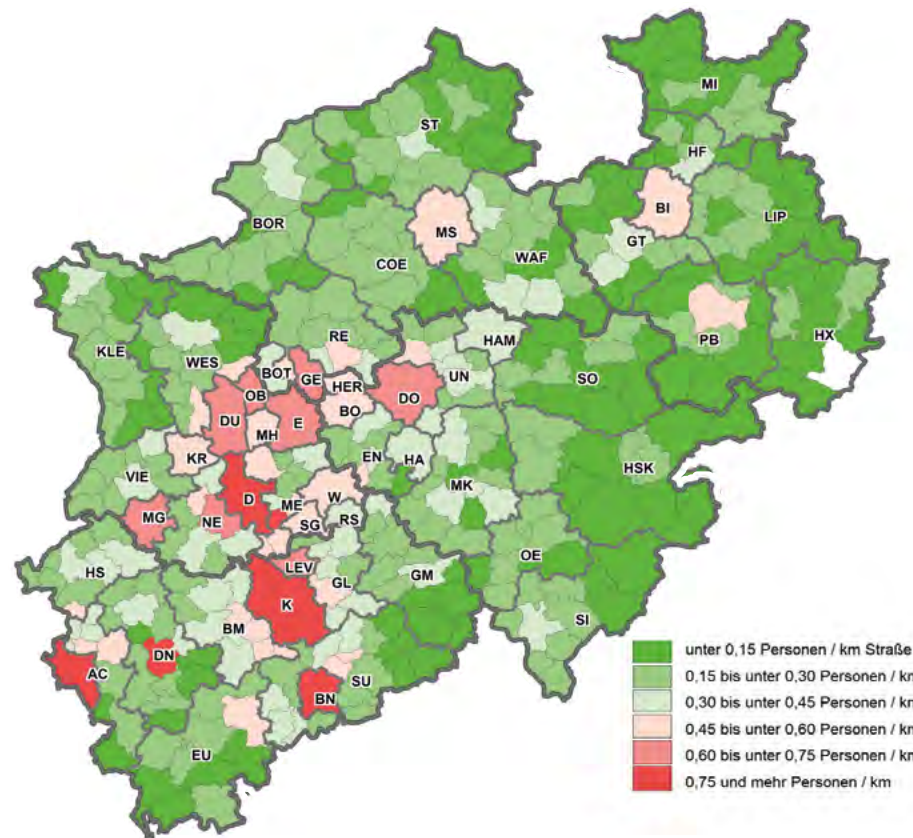 MI
ST
HF
BI
LIP
BOR
MS
GT
COE
WAF
RE
HAM
PB
HX
KLE
WES
BOT
GE
HER
UN
SO
OB
DO
BO
DU
E
MH
KR
EN
HA
HSK
VIE
D
W
MK
ME
MG
NE
SG
RS
OE
LEV
HS
GL
GM
K
SI
BM
DN
AC
SU
BN
EU
unter 0,15 Personen / km Straße
0,15 bis unter 0,30 Personen / km
0,30 bis unter 0,45 Personen / km
0,45 bis unter 0,60 Personen / km
0,60 bis unter 0,75 Personen / km
0,75 und mehr Personen / km